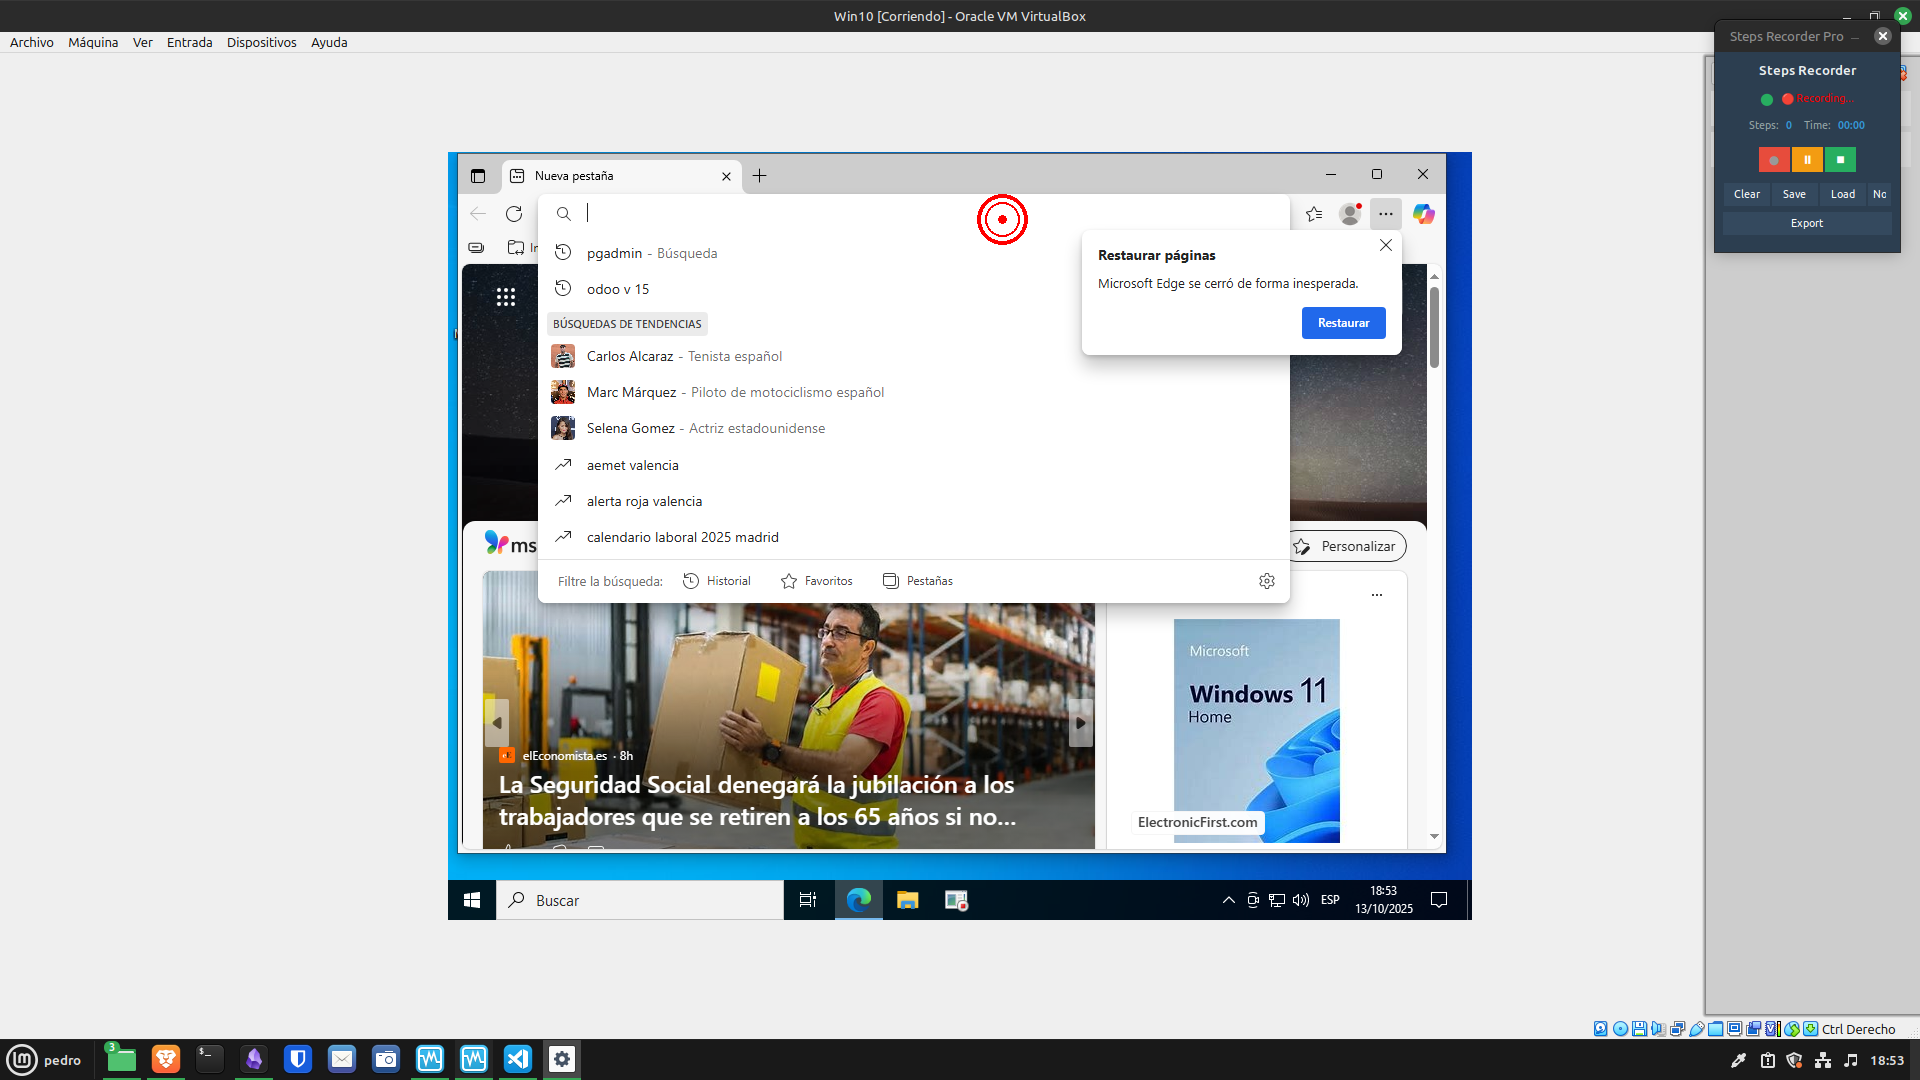 Win10 [Corriendo] - Oracle VM VirtualBox
Archivo Máquina Ver Entrada Dispositivos Ayuda
Steps Recorder Pro
Steps Recorder
Recording...
Steps: 0 Time: 00:00
Clear Save Load No
Export
Nueva pestaña
pgadmin - Búsqueda
odoo v 15
BÚSQUEDAS DE TENDENCIAS
Carlos Alcaraz - Tenista español
Marc Márquez - Piloto de motociclismo español
Selena Gomez - Actriz estadounidense
aemet valencia
alerta roja valencia
calendario laboral 2025 madrid
Filtre la búsqueda: Historial Favoritos Pestañas
Restaurar páginas
Microsoft Edge se cerró de forma inesperada.
Restaurar
ms
Personalizar
elEconomista.es · 8h
La Seguridad Social denegará la jubilación a los
trabajadores que se retiren a los 65 años si no...
Microsoft
Windows 11
Home
ElectronicFirst.com
Buscar
ESP
18:53
13/10/2025
Ctrl Derecho
lm pedro
3
18:53